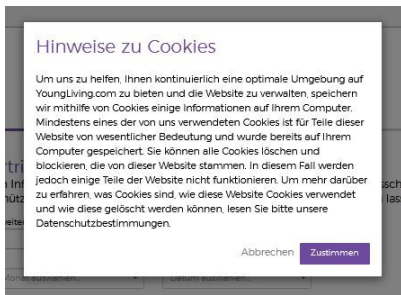 Hinweise zu Cookies
Um uns zu helfen, Ihnen kontinuierlich eine optimale Umgebung auf
YoungLiving.com zu bieten und die Website zu verwalten, speichern
wir mithilfe von Cookies einige Informationen auf Ihrem Computer.
Mindestens eines der von uns verwendeten Cookies ist für Teile dieser
Website von wesentlicher Bedeutung und wurde bereits auf Ihrem
Computer gespeichert. Sie können alle Cookies löschen und
blockieren, die von dieser Website stammen. In diesem Fall werden
jedoch einige Teile der Website nicht funktionieren. Um mehr darüber
zu erfahren, was Cookies sind, wie diese Website Cookies verwendet
und wie diese gelöscht werden können, lesen Sie bitte unsere
Datenschutzbestimmungen.
Abbrechen Zustimmen
Monat auswählen... Datum auswählen...